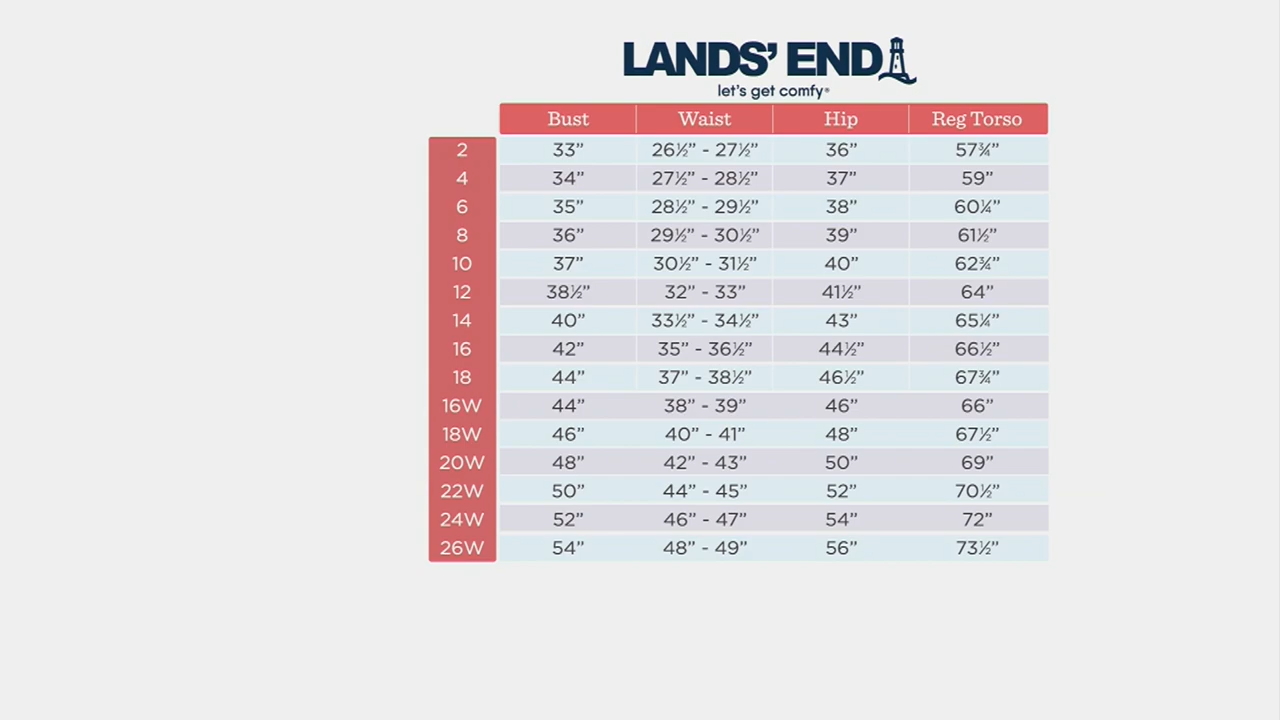 LANDS' END
let's get comfy®
Bust Waist Hip Reg Torso
2 33” 26½” - 27½” 36” 57¾”
4 34” 27½” - 28½” 37” 59”
6 35” 28½” - 29½” 38” 60¼”
8 36” 29½” - 30½” 39” 61½”
10 37” 30½” - 31½” 40” 62¾”
12 38½” 32” - 33” 41½” 64”
14 40” 33½” - 34½” 43” 65¼”
16 42” 35” - 36½” 44½” 66½”
18 44” 37” - 38½” 46½” 67¾”
16W 44” 38” - 39” 46” 66”
18W 46” 40” - 41” 48” 67½”
20W 48” 42” - 43” 50” 69”
22W 50” 44” - 45” 52” 70½”
24W 52” 46” - 47” 54” 72”
26W 54” 48” - 49” 56” 73½”